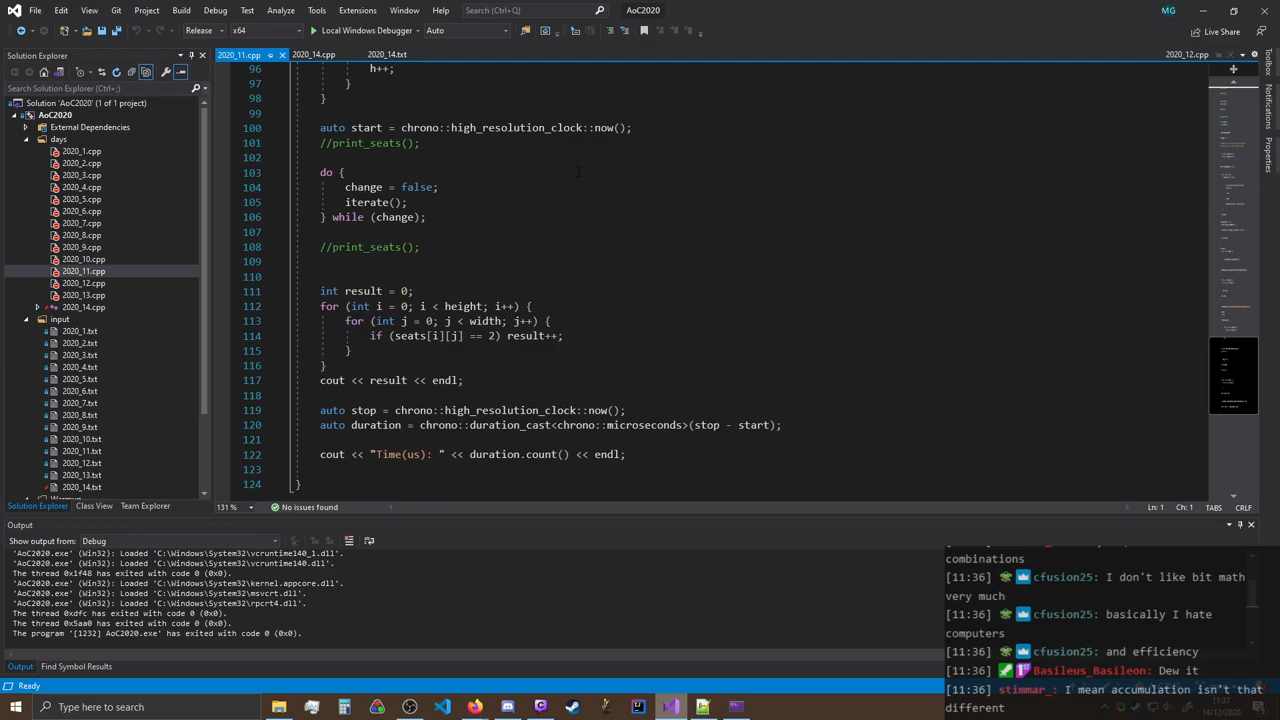 File Edit View Git Project Build Debug Test Analyze Tools Extensions Window Help Search (Ctrl+Q) AoC2020 MG
Release x64 Local Windows Debugger Auto Live Share
Solution Explorer
2020_11.cpp 2020_14.cpp 2020_14.txt 2020_12.cpp
Search Solution Explorer (Ctrl+;)
Solution 'AoC2020' (1 of 1 project)
AoC2020
External Dependencies
days
2020_1.cpp
2020_2.cpp
2020_3.cpp
2020_4.cpp
2020_5.cpp
2020_6.cpp
2020_7.cpp
2020_8.cpp
2020_9.cpp
2020_10.cpp
2020_11.cpp
2020_12.cpp
2020_13.cpp
2020_14.cpp
input
2020_1.txt
2020_2.txt
2020_3.txt
2020_4.txt
2020_5.txt
2020_6.txt
2020_7.txt
2020_8.txt
2020_9.txt
2020_10.txt
2020_11.txt
2020_12.txt
2020_13.txt
2020_14.txt
Solution Explorer Class View Team Explorer
96 h++;
97 }
98 }
99
100 auto start = chrono::high_resolution_clock::now();
101 //print_seats();
102
103 do {
104 change = false;
105 iterate();
106 } while (change);
107
108 //print_seats();
109
110
111 int result = 0;
112 for (int i = 0; i < height; i++) {
113 for (int j = 0; j < width; j++) {
114 if (seats[i][j] == 2) result++;
115 }
116 }
117 cout << result << endl;
118
119 auto stop = chrono::high_resolution_clock::now();
120 auto duration = chrono::duration_cast<chrono::microseconds>(stop - start);
121
122 cout << "Time(us): " << duration.count() << endl;
123
124 }
Toolbox
Notifications
Properties
131 % No issues found Ln: 1 Ch: 1 TABS CRLF
Output
Show output from: Debug
'AoC2020.exe' (Win32): Loaded 'C:\Windows\System32\vcruntime140_1.dll'.
'AoC2020.exe' (Win32): Loaded 'C:\Windows\System32\vcruntime140.dll'.
The thread 0x1f48 has exited with code 0 (0x0).
'AoC2020.exe' (Win32): Loaded 'C:\Windows\System32\kernel.appcore.dll'.
'AoC2020.exe' (Win32): Loaded 'C:\Windows\System32\msvcrt.dll'.
'AoC2020.exe' (Win32): Loaded 'C:\Windows\System32\rpcrt4.dll'.
The thread 0xdfc has exited with code 0 (0x0).
The thread 0x5aa0 has exited with code 0 (0x0).
The program '[1232] AoC2020.exe' has exited with code 0 (0x0).
Output Find Symbol Results
combinations
[11:36] cfusion25: I don't like bit math
very much
[11:36] cfusion25: basically I hate
computers
[11:36] cfusion25: and efficiency
[11:36] Basileus_Basileon: Dew it
[11:36] stimmar_: I mean accumulation isn't that
different
Ready
Type here to search
11:37
14/12/2020